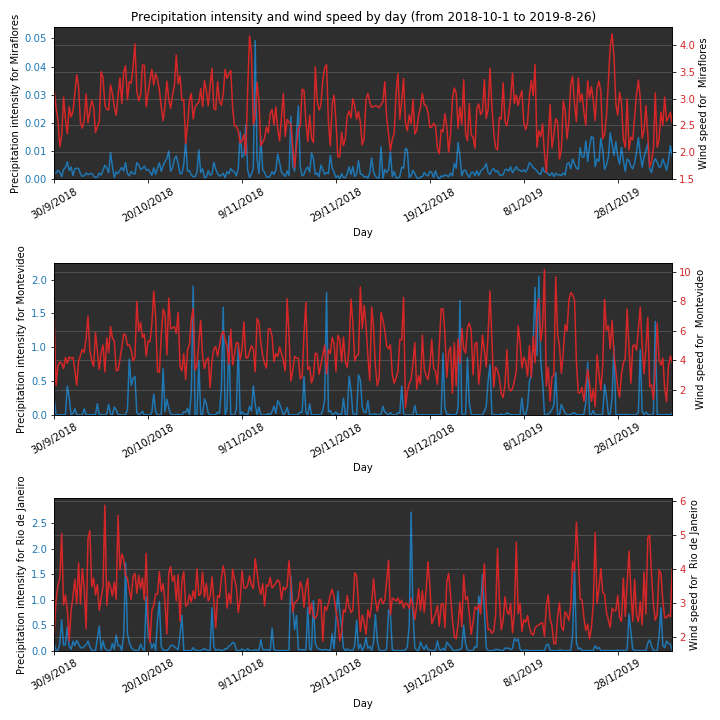 Precipitation intensity and wind speed by day (from 2018-10-1 to 2019-8-26)
Precipitation intensity for Miraflores
0.05
0.04
0.03
0.02
0.01
0.00
4.0
3.5
3.0
2.5
2.0
1.5
Wind speed for Miraflores
30/9/2018 20/10/2018 9/11/2018 29/11/2018 19/12/2018 8/1/2019 28/1/2019
Day
Precipitation intensity for Montevideo
2.0
1.5
1.0
0.5
0.0
10
8
6
4
2
Wind speed for Montevideo
30/9/2018 20/10/2018 9/11/2018 29/11/2018 19/12/2018 8/1/2019 28/1/2019
Day
Precipitation intensity for Rio de Janeiro
2.5
2.0
1.5
1.0
0.5
0.0
6
5
4
3
2
Wind speed for Rio de Janeiro
30/9/2018 20/10/2018 9/11/2018 29/11/2018 19/12/2018 8/1/2019 28/1/2019
Day